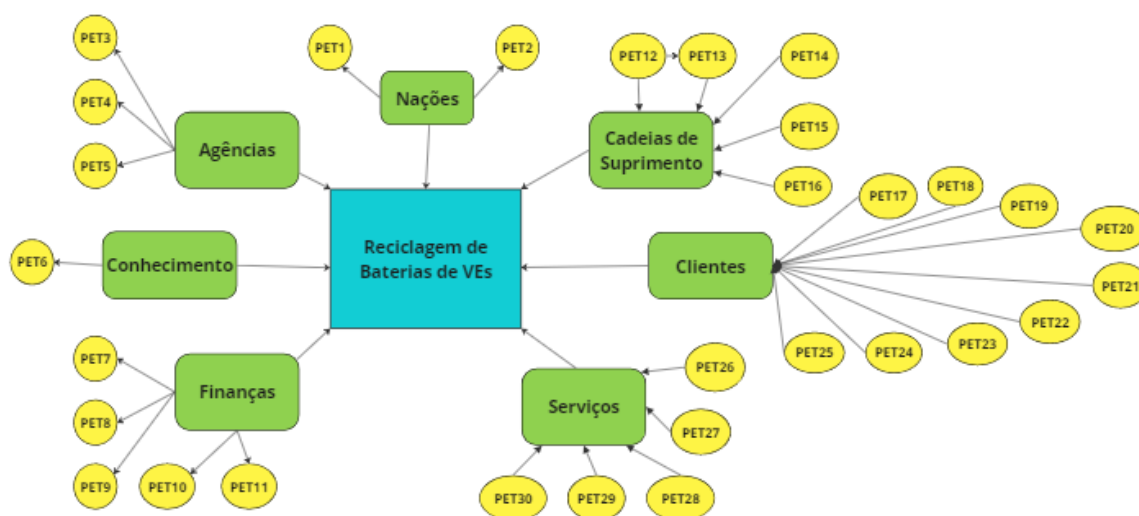 PET3
PET1
PET2
PET12
PET13
PET14
PET4
Nações
Agências
Cadeias de
Suprimento
PET15
PET5
PET16
PET17
PET18
PET19
PET20
Reciclagem de
Baterias de VEs
PET6
Conhecimento
Clientes
PET21
PET22
PET23
PET24
PET25
PET7
Finanças
PET8
PET9
PET10
PET11
PET26
Serviços
PET27
PET30
PET29
PET28